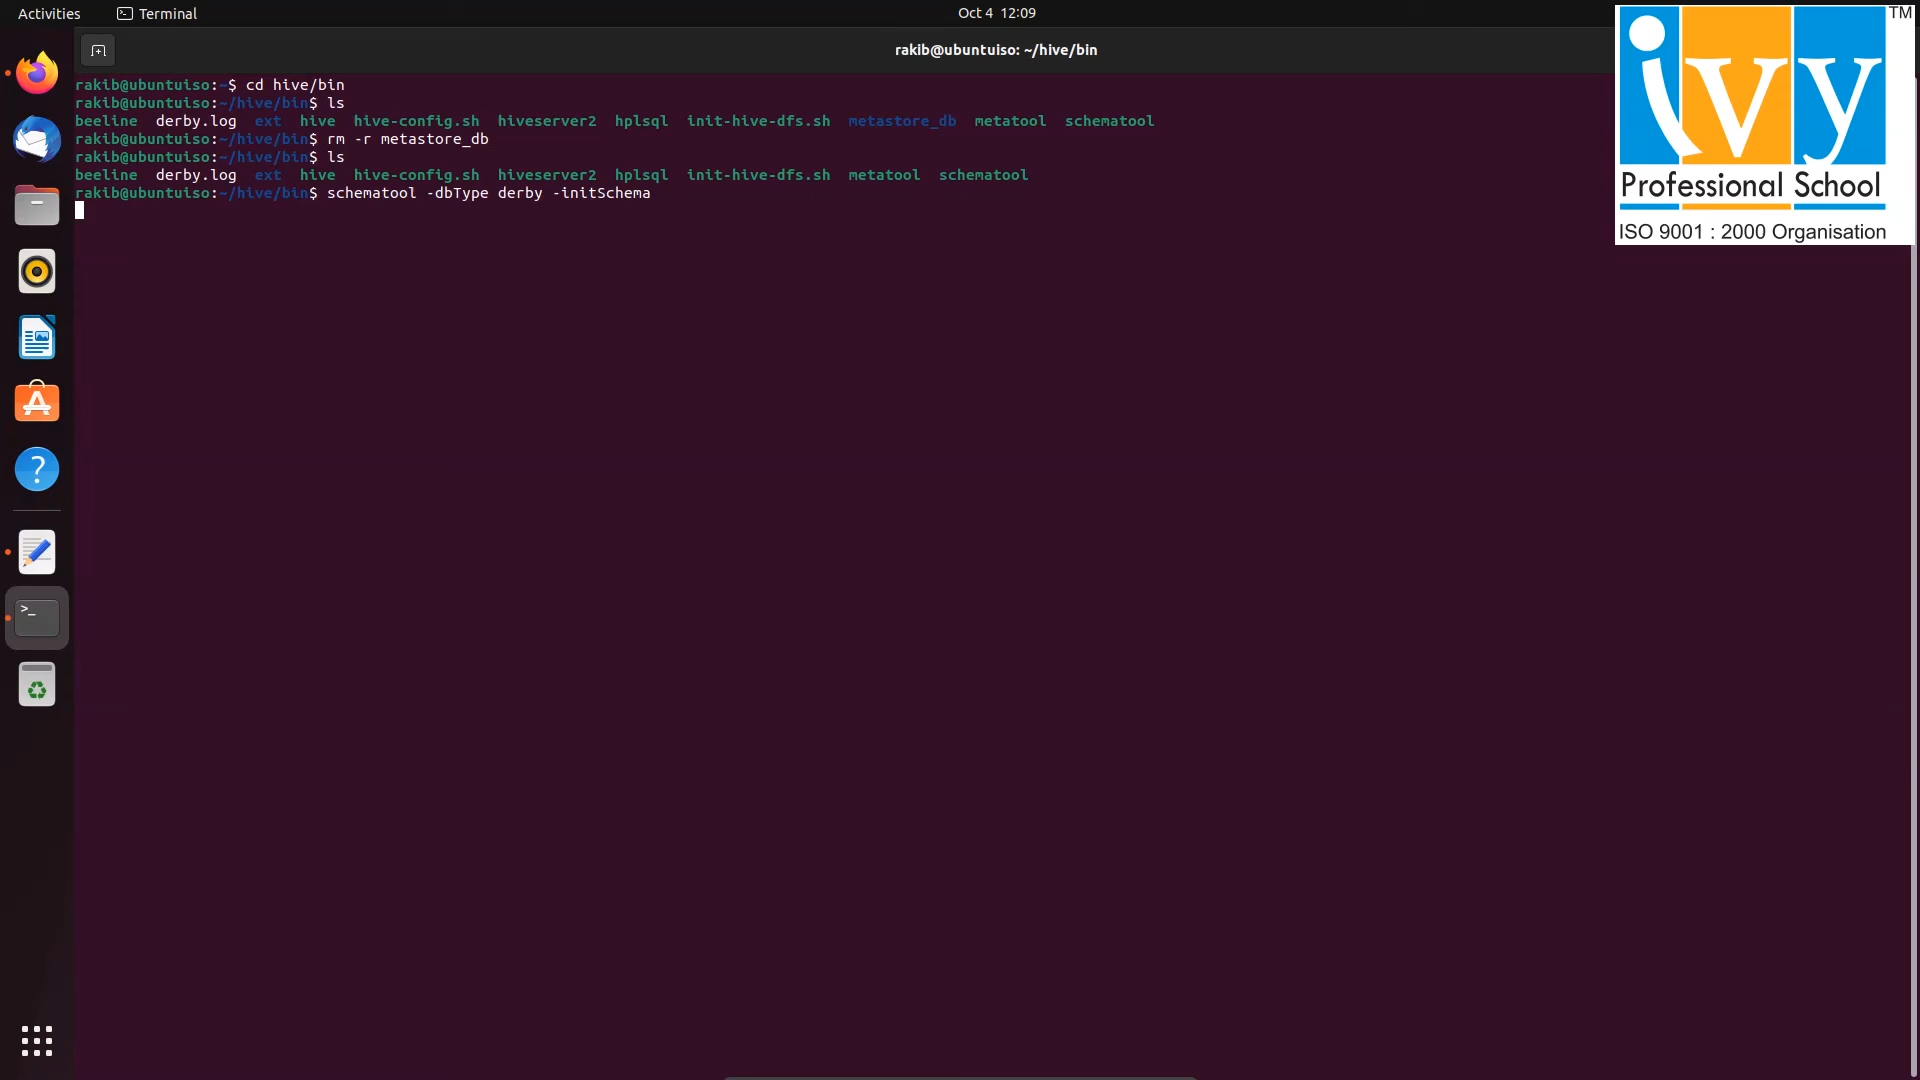 Activities Terminal Oct 4 12:09
rakib@ubuntuiso: ~/hive/bin
rakib@ubuntuiso:~$ cd hive/bin
rakib@ubuntuiso:~/hive/bin$ ls
beeline derby.log ext hive hive-config.sh hiveserver2 hplsql init-hive-dfs.sh metastore_db metatool schematool
rakib@ubuntuiso:~/hive/bin$ rm -r metastore_db
rakib@ubuntuiso:~/hive/bin$ ls
beeline derby.log ext hive hive-config.sh hiveserver2 hplsql init-hive-dfs.sh metatool schematool
rakib@ubuntuiso:~/hive/bin$ schematool -dbType derby -initSchema
TM
ivy
Professional School
ISO 9001 : 2000 Organisation